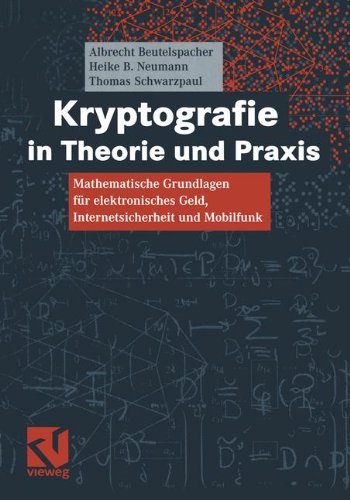 Albrecht Beutelspacher
Heike B. Neumann
Thomas Schwarzpaul
Kryptografie
in Theorie und Praxis
Mathematische Grundlagen
für elektronisches Geld,
Internetsicherheit und Mobilfunk
vieweg